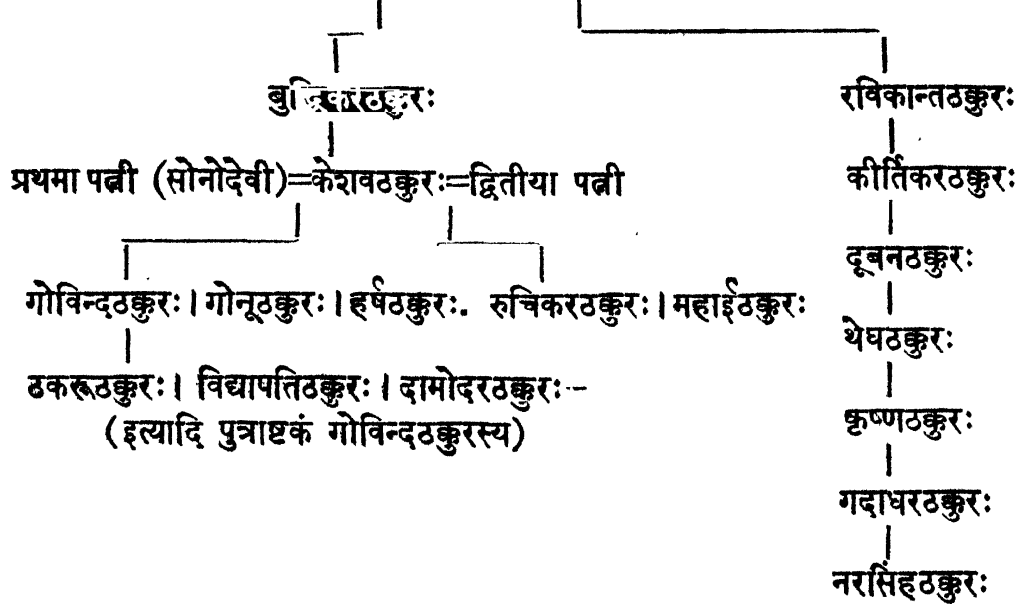 बुद्धिकरठक्कुरः
रविकान्तठक्कुरः
प्रथमा पत्नी (सोनोदेवी)=केशवठक्कुरः=द्वितीया पत्नी
कीर्तिकरठक्कुरः
दूबनठक्कुरः
गोविन्दठक्कुरः । गोनूठक्कुरः । हर्षठक्कुरः. रुचिकरठक्कुरः । महाईठक्कुरः
थेघठक्कुरः
ठकरूठक्कुरः । विद्यापतिठक्कुरः । दामोदरठक्कुरः--
(इत्यादि पुत्राष्टकं गोविन्दठक्कुरस्य)
कृष्णठक्कुरः
गदाधरठक्कुरः
नरसिंहठक्कुरः